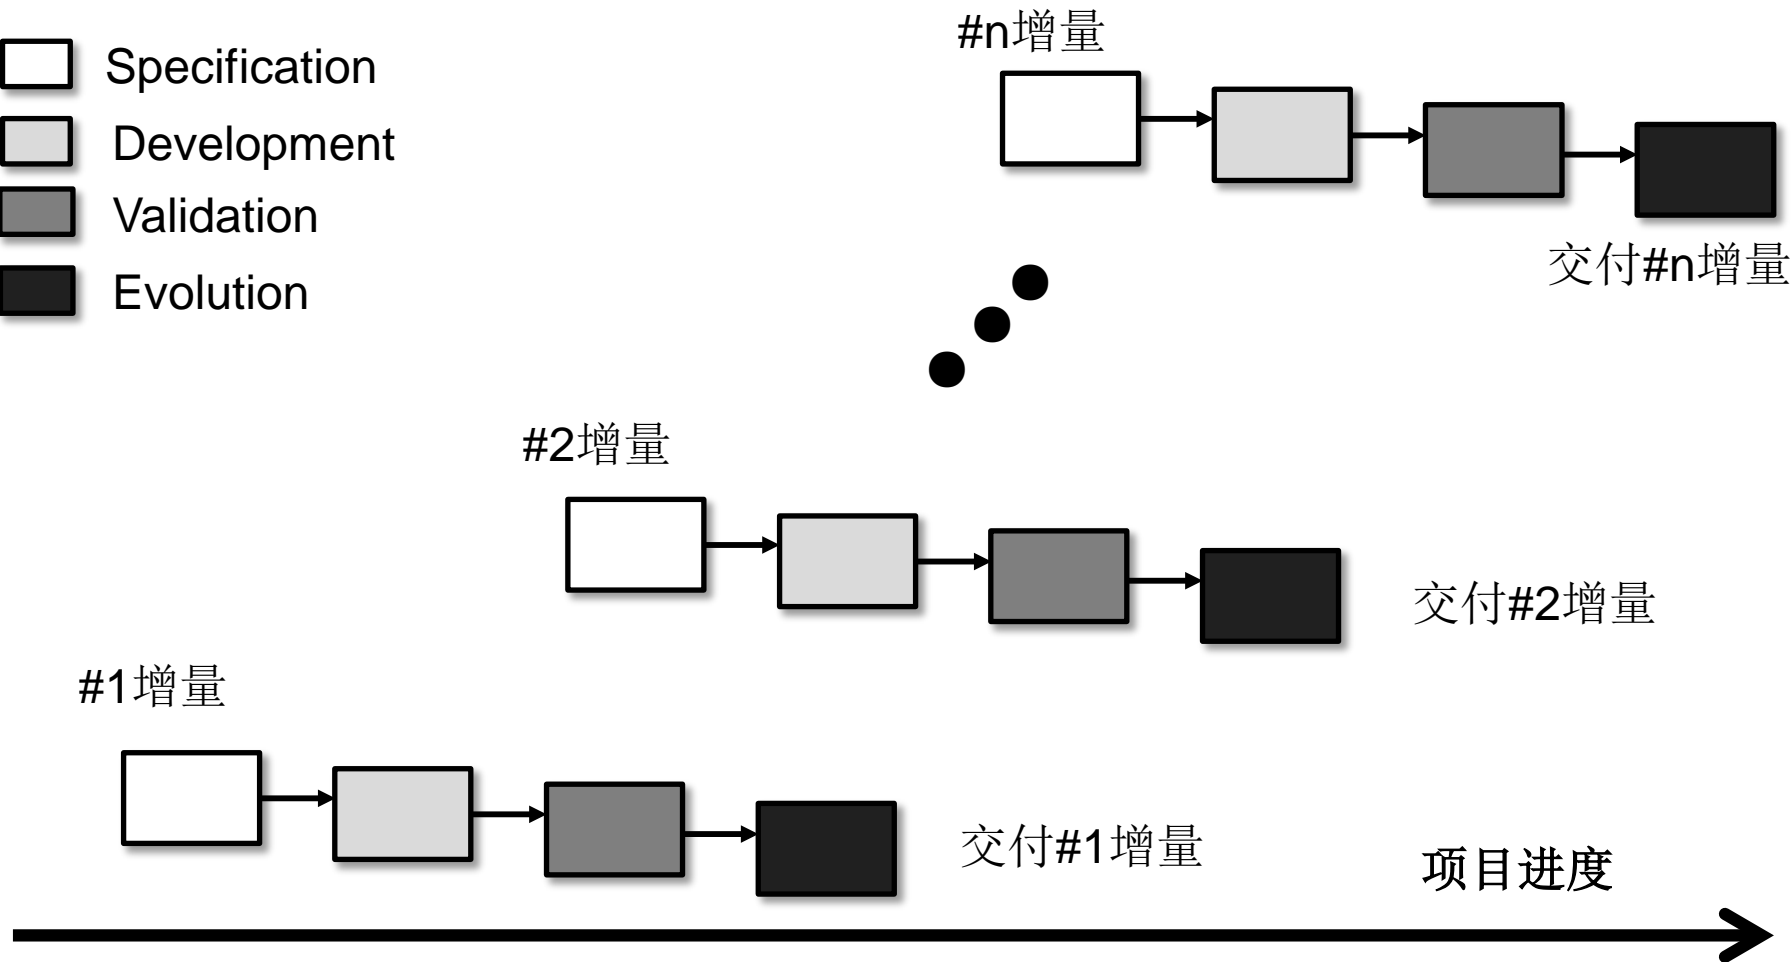 #n增量
Specification
Development
Validation
Evolution
交付#n增量
#2增量
交付#2增量
#1增量
交付#1增量
项目进度